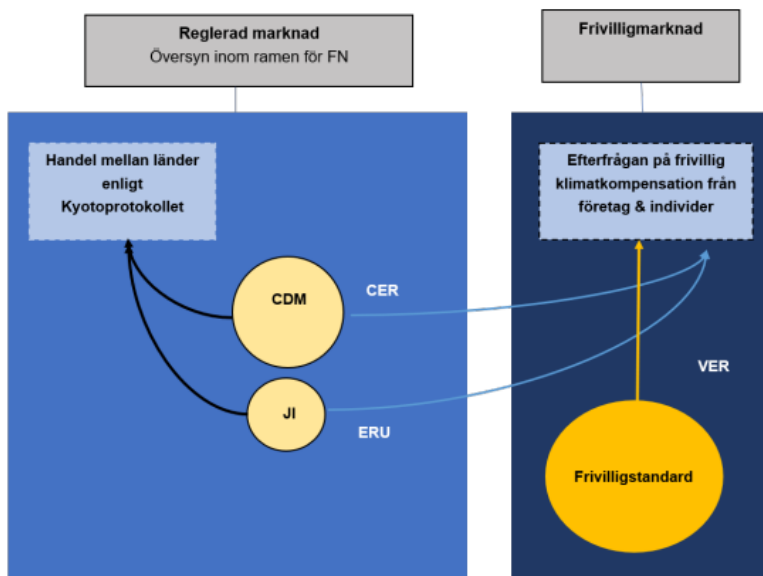 Reglerad marknad
Översyn inom ramen för FN
Frivilligmarknad
Handel mellan länder
enligt
Kyotoprotokollet
Efterfrågan på frivillig
klimatkompensation från
företag & individer
CDM
CER
JI
ERU
VER
Frivilligstandard